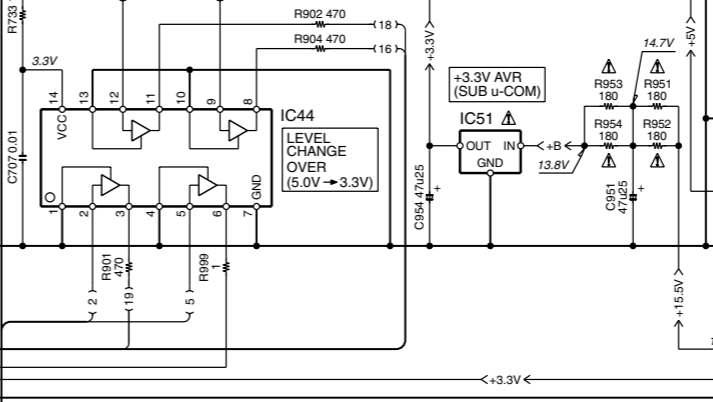 R733
R902 470
18
R904 470
16
3.3V
14
13
12
11
10
9
8
VCC
IC44
LEVEL
CHANGE
OVER
(5.0V→3.3V)
C707 0.01
GND
1
2
3
4
5
6
7
R901
470
R999
1
2
19
5
+3.3V
+3.3V AVR
(SUB u-COM)
IC51
OUT
IN
GND
+B
13.8V
C954 47u25
+
14.7V
+5V
R953
180
R951
180
R954
180
R952
180
C951
47u25
+
+15.5V
+3.3V